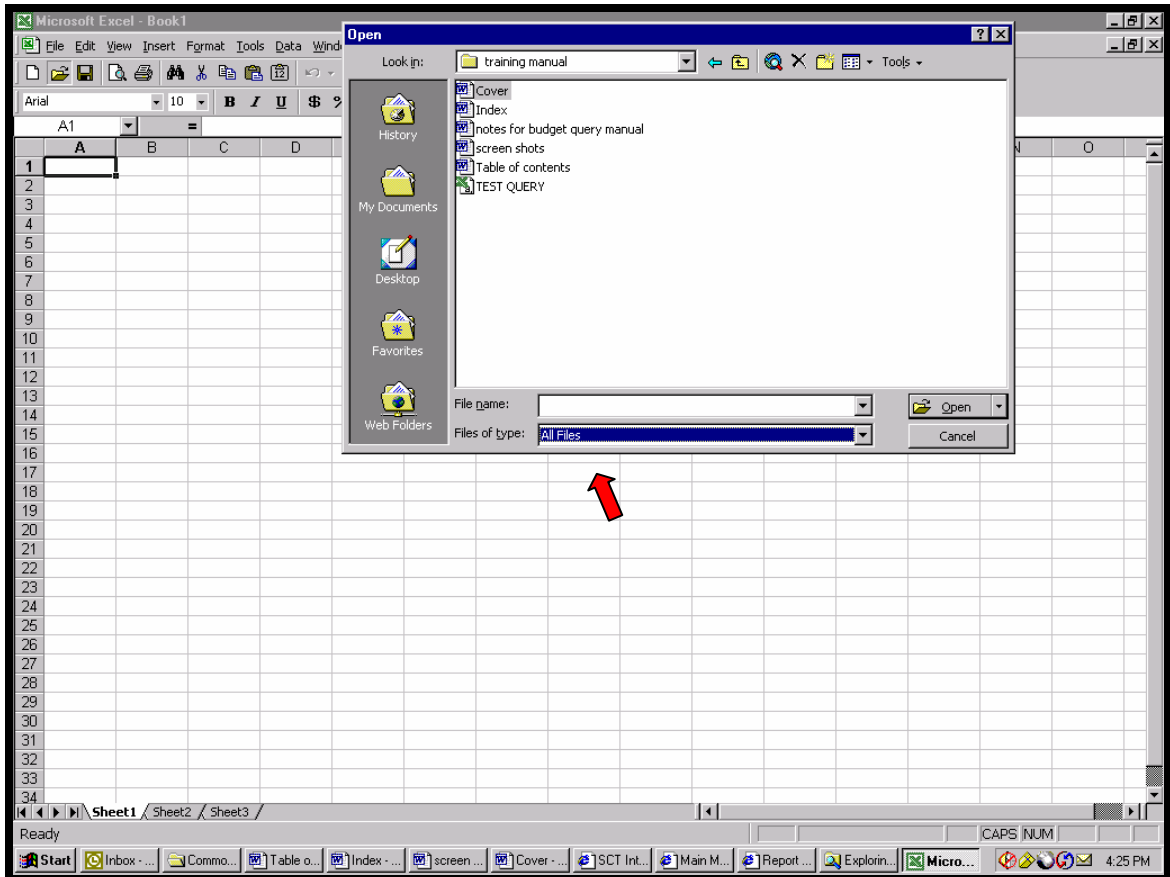 Microsoft Excel - Book1
File Edit View Insert Format Tools Data Wind
Arial 10 B I U $ %
A1 =
A B C D N O
1
2
3
4
5
6
7
8
9
10
11
12
13
14
15
16
17
18
19
20
21
22
23
24
25
26
27
28
29
30
31
32
33
34
Open
Look in: training manual Tools
History
My Documents
Desktop
Favorites
Web Folders
Cover
Index
notes for budget query manual
screen shots
Table of contents
TEST QUERY
File name: Open
Files of type: All Files Cancel
Sheet1 Sheet2 Sheet3
Ready CAPS NUM
Start Inbox - ... Commo... Table o... Index - ... screen ... Cover - ... SCT Int... Main M... Report ... Explorin... Micro... 4:25 PM